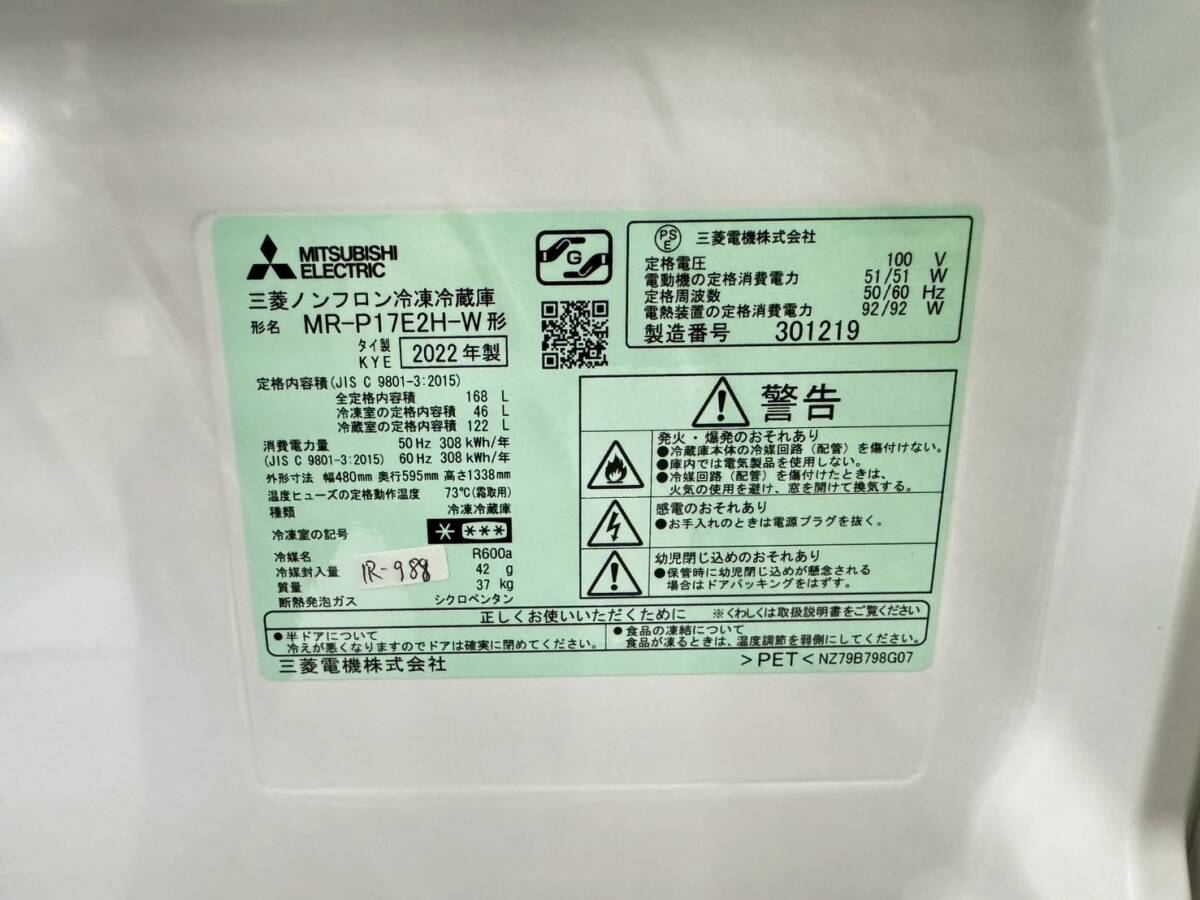 MITSUBISHI
ELECTRIC
三菱ノンフロン冷凍冷蔵庫
形名 MR-P17E2H-W形
タイ製
KYE 2022年製
定格内容積(JIS C 9801-3:2015)
全定格内容積 168 L
冷凍室の定格内容積 46 L
冷蔵室の定格内容積 122 L
消費電力量 50Hz 308kWh/年
(JIS C 9801-3:2015) 60Hz 308kWh/年
外形寸法 幅480mm 奥行595mm 高さ1338mm
温度ヒューズの定格動作温度 73℃(霜取用)
種類 冷凍冷蔵庫
冷凍室の記号 * ***
冷媒名 R600a
冷媒封入量 42 g
質量 37 kg
断熱発泡ガス シクロペンタン
IR-988
G
PSE 三菱電機株式会社
定格電圧 100 V
電動機の定格消費電力 51/51 W
定格周波数 50/60 Hz
電熱装置の定格消費電力 92/92 W
製造番号 301219
警告
発火・爆発のおそれあり
●冷蔵庫本体の冷媒回路(配管)を傷付けない。
●庫内では電気製品を使用しない。
●冷媒回路(配管)を傷付けたときは、
火気の使用を避け、窓を開けて換気する。
感電のおそれあり
●お手入れのときは電源プラグを抜く。
幼児閉じ込めのおそれあり
●保管時に幼児閉じ込めが懸念される
場合はドアパッキングをはずす。
正しくお使いいただくために ※くわしくは取扱説明書をご覧ください
●半ドアについて
冷えが悪くなりますのでドアは確実に閉めてください。
●食品の凍結について
食品が凍るときは、温度調節を弱側にしてください。
三菱電機株式会社
>PET< NZ79B798G07